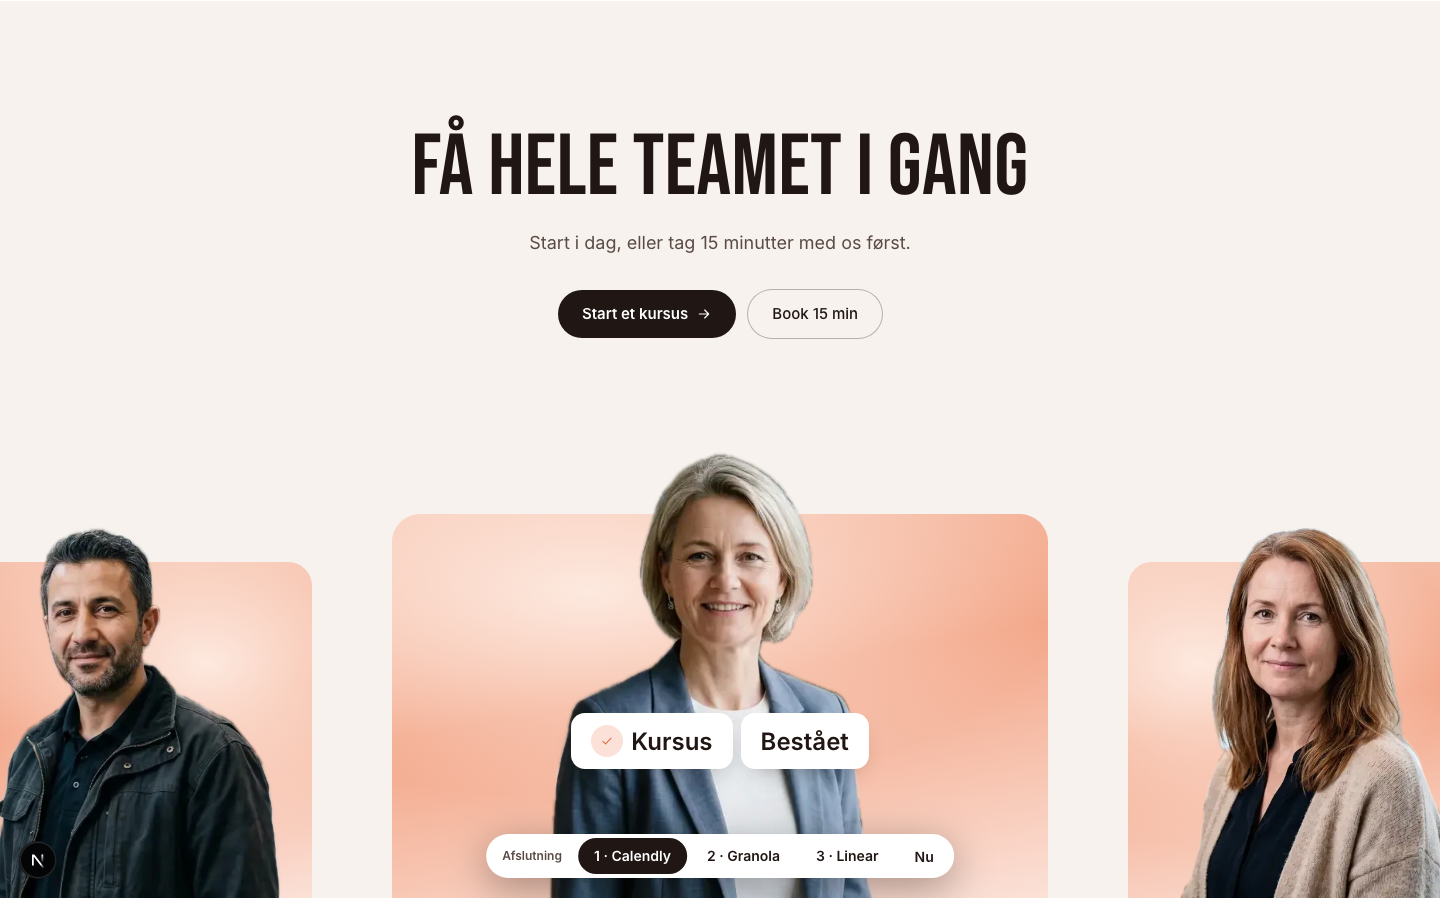 FÅ HELE TEAMET I GANG
Start i dag, eller tag 15 minutter med os først.
Start et kursus →
Book 15 min
Kursus
Bestået
Afslutning
1 · Calendly
2 · Granola
3 · Linear
Nu
N